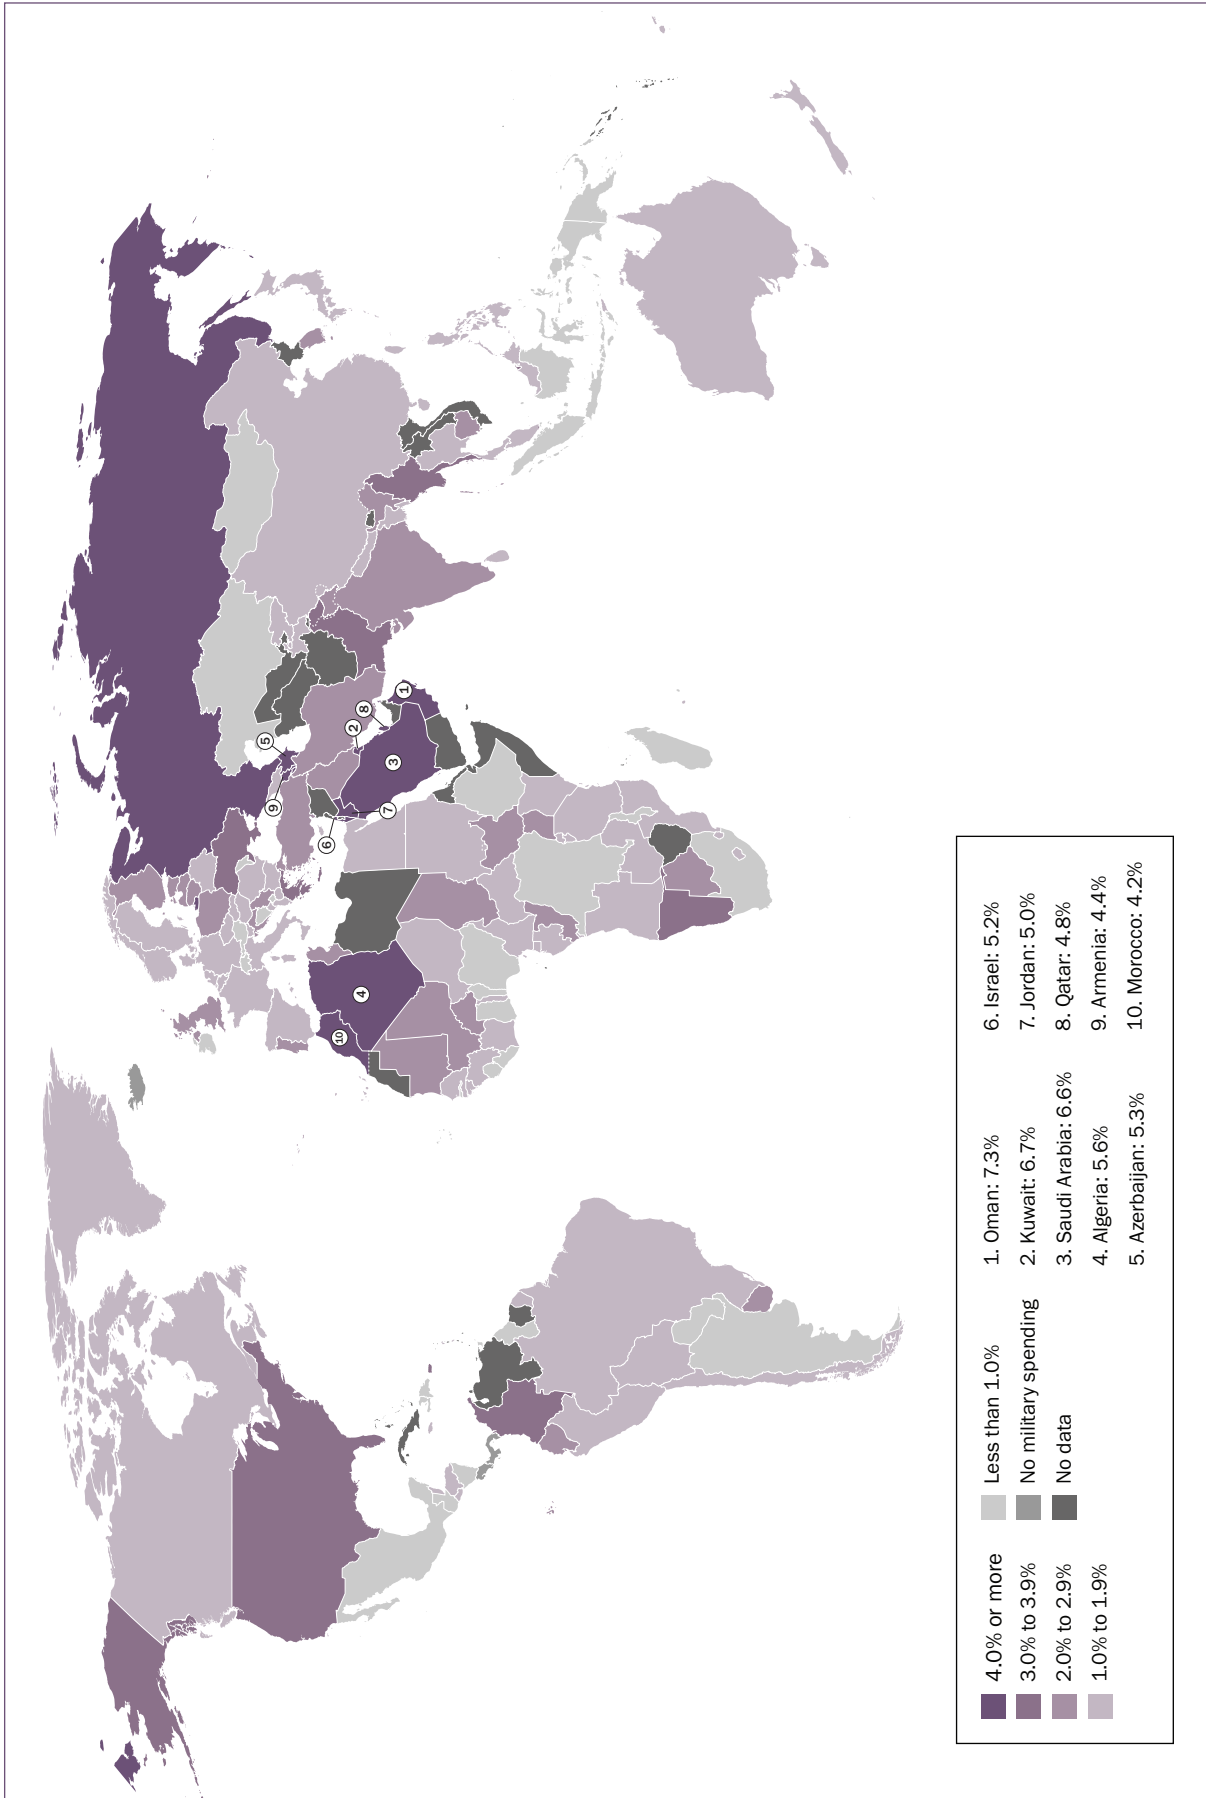 5
9
2
8
1
3
7
6
4
10
4.0% or more
3.0% to 3.9%
2.0% to 2.9%
1.0% to 1.9%
Less than 1.0%
No military spending
No data
1. Oman: 7.3%
2. Kuwait: 6.7%
3. Saudi Arabia: 6.6%
4. Algeria: 5.6%
5. Azerbaijan: 5.3%
6. Israel: 5.2%
7. Jordan: 5.0%
8. Qatar: 4.8%
9. Armenia: 4.4%
10. Morocco: 4.2%